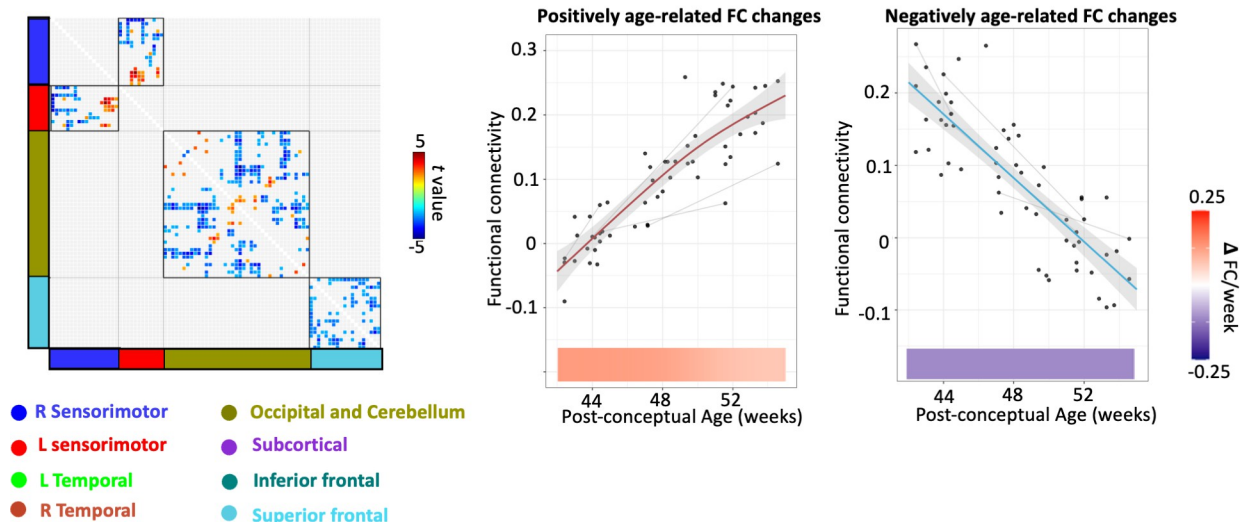 Positively age-related FC changes
Negatively age-related FC changes
5
t value
-5
Functional connectivity
0.3
0.2
0.1
0
-0.1
44 48 52
Post-conceptual Age (weeks)
Functional connectivity
0.2
0.1
0
-0.1
44 48 52
Post-conceptual Age (weeks)
0.25
Δ FC/week
-0.25
R Sensorimotor
L sensorimotor
L Temporal
R Temporal
Occipital and Cerebellum
Subcortical
Inferior frontal
Superior frontal